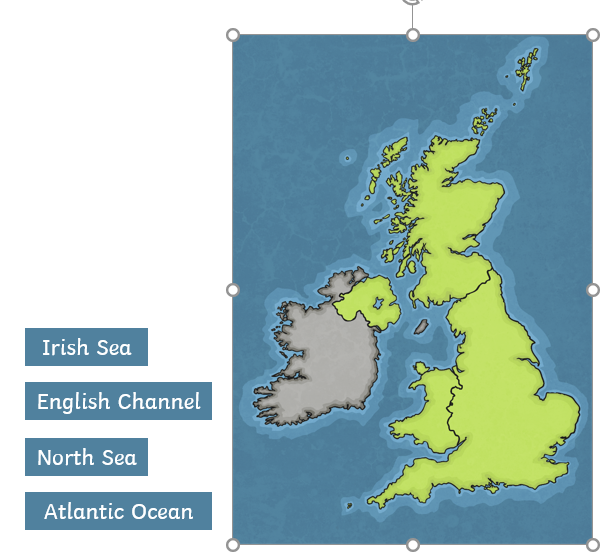 Irish Sea
English Channel
North Sea
Atlantic Ocean